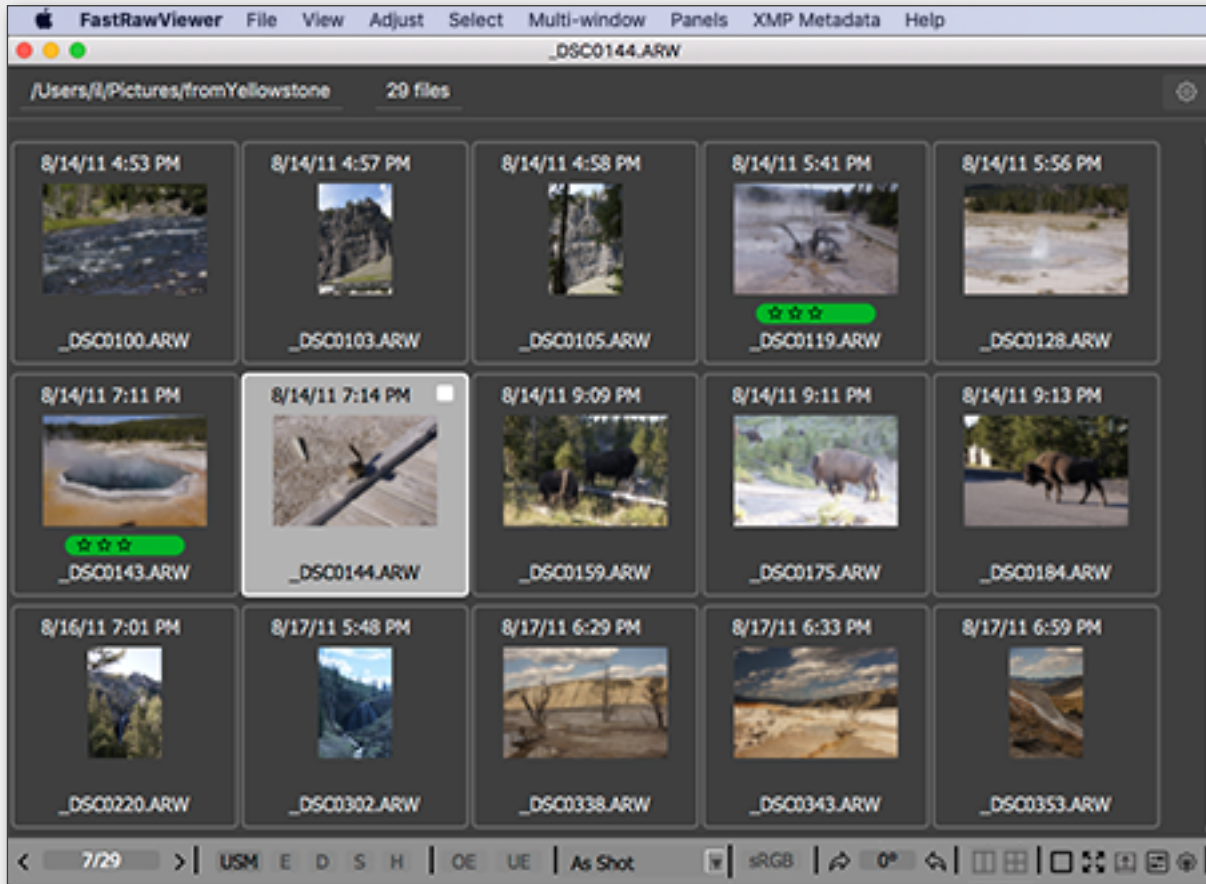 FastRawViewer File View Adjust Select Multi-window Panels XMP Metadata Help
_DSC0144.ARW
/Users/il/Pictures/fromYellowstone 29 files
8/14/11 4:53 PM 8/14/11 4:57 PM 8/14/11 4:58 PM 8/14/11 5:41 PM 8/14/11 5:56 PM
_DSC0100.ARW _DSC0103.ARW _DSC0105.ARW _DSC0119.ARW _DSC0128.ARW
8/14/11 7:11 PM 8/14/11 7:14 PM 8/14/11 9:09 PM 8/14/11 9:11 PM 8/14/11 9:13 PM
_DSC0143.ARW _DSC0144.ARW _DSC0159.ARW _DSC0175.ARW _DSC0184.ARW
8/16/11 7:01 PM 8/17/11 5:48 PM 8/17/11 6:29 PM 8/17/11 6:33 PM 8/17/11 6:59 PM
_DSC0220.ARW _DSC0302.ARW _DSC0338.ARW _DSC0343.ARW _DSC0353.ARW
7/29 USM E D S H OE UE As Shot sRGB 0°